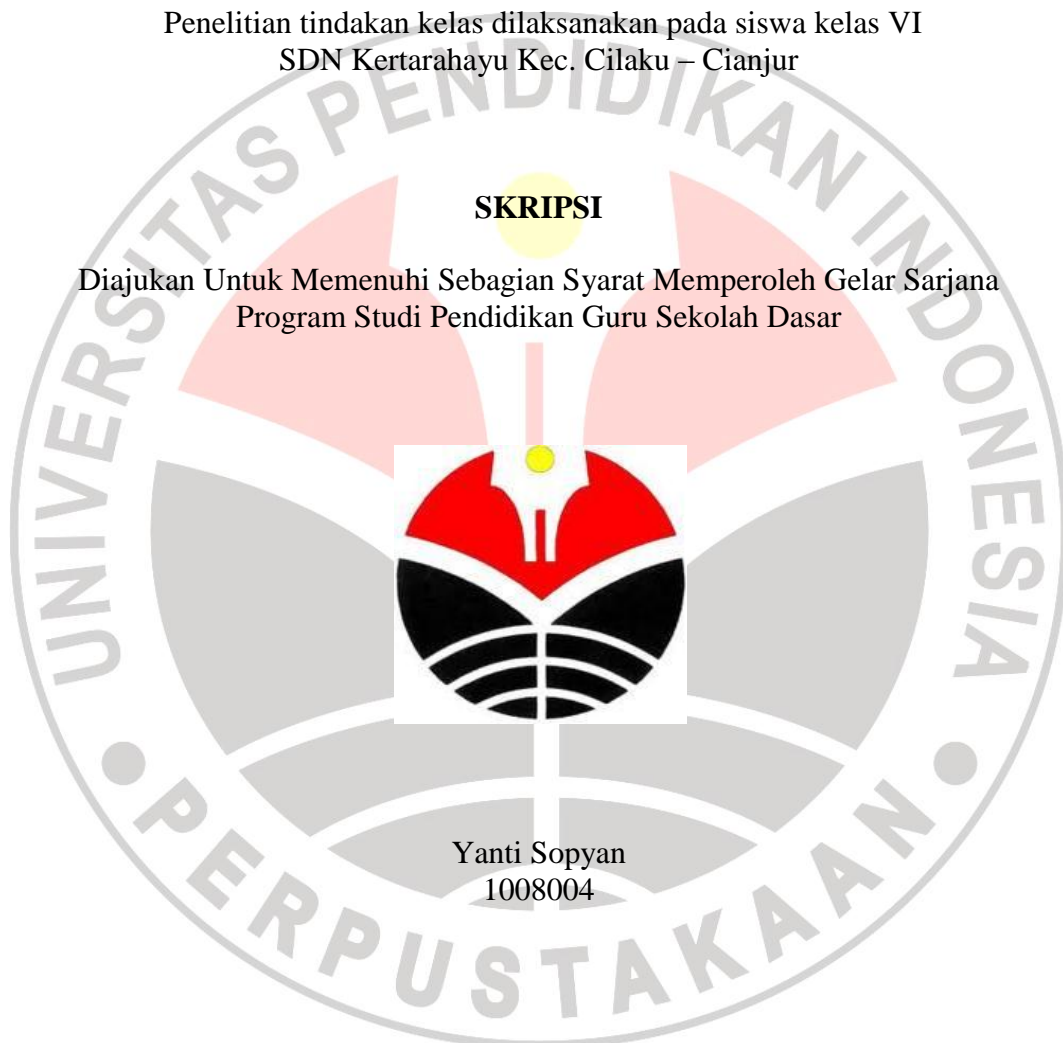 Penelitian tindakan kelas dilaksanakan pada siswa kelas VI
SDN Kertarahayu Kec. Cilaku – Cianjur
SKRIPSI
Diajukan Untuk Memenuhi Sebagian Syarat Memperoleh Gelar Sarjana
Program Studi Pendidikan Guru Sekolah Dasar
Yanti Sopyan
1008004
UNIVERSITAS PENDIDIKAN INDONESIA
PERPUSTAKAAN